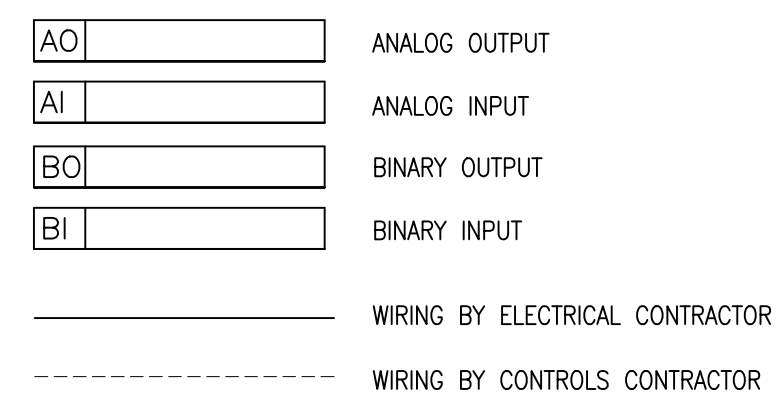 AO ANALOG OUTPUT
AI ANALOG INPUT
BO BINARY OUTPUT
BI BINARY INPUT
WIRING BY ELECTRICAL CONTRACTOR
WIRING BY CONTROLS CONTRACTOR